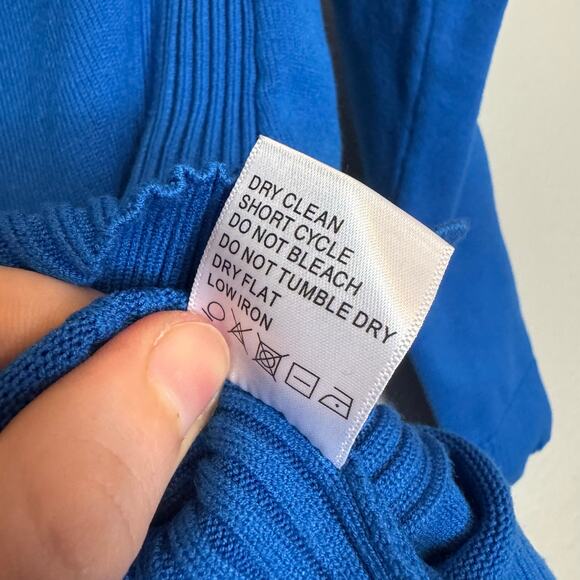 DRY CLEAN
SHORT CYCLE
DO NOT BLEACH
DO NOT TUMBLE DRY
DRY FLAT
LOW IRON